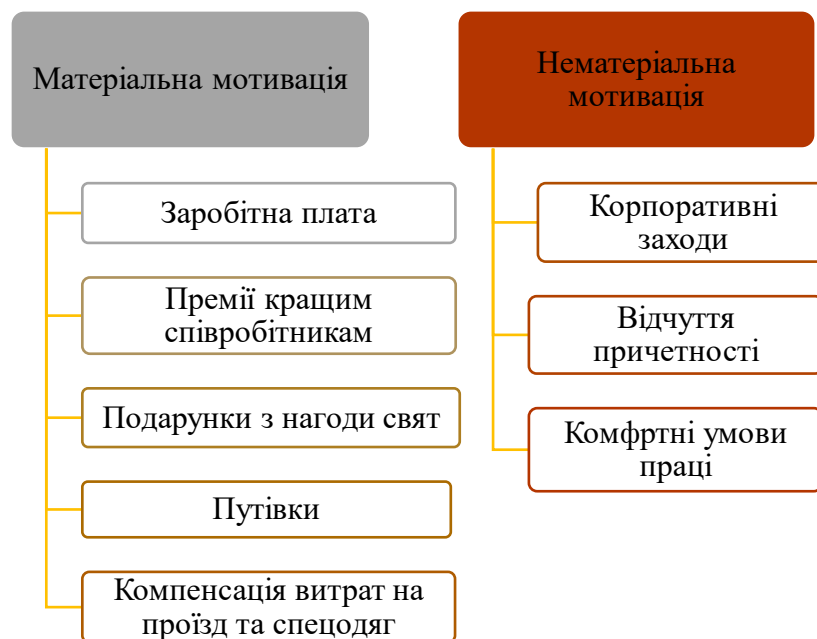 Матеріальна мотивація
Заробітна плата
Премії кращим
співробітникам
Подарунки з нагоди свят
Путівки
Компенсація витрат на
проїзд та спецодяг
Нематеріальна
мотивація
Корпоративні
заходи
Відчуття
причетності
Комфртні умови
праці